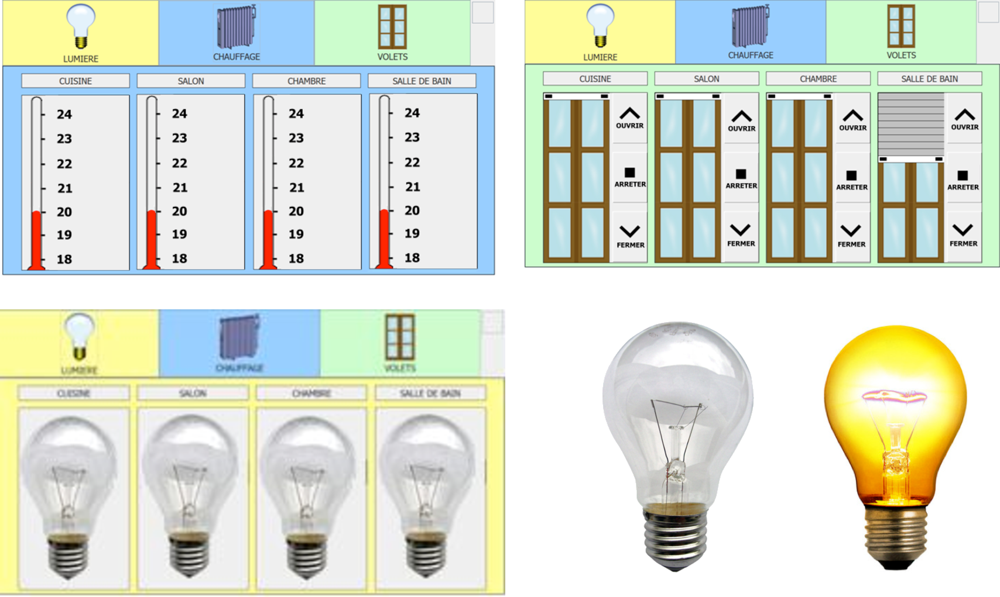 LUMIERE
CHAUFFAGE
VOLETS
CUISINE
SALON
CHAMBRE
SALLE DE BAIN
24
23
22
21
20
19
18
24
23
22
21
20
19
18
24
23
22
21
20
19
18
24
23
22
21
20
19
18
LUMIERE
CHAUFFAGE
VOLETS
CUISINE
SALON
CHAMBRE
SALLE DE BAIN
OUVRIR
ARRETER
FERMER
OUVRIR
ARRETER
FERMER
OUVRIR
ARRETER
FERMER
OUVRIR
ARRETER
FERMER
LUMIERE
CHAUFFAGE
VOLETS
CUISINE
SALON
CHAMBRE
SALLE DE BAIN